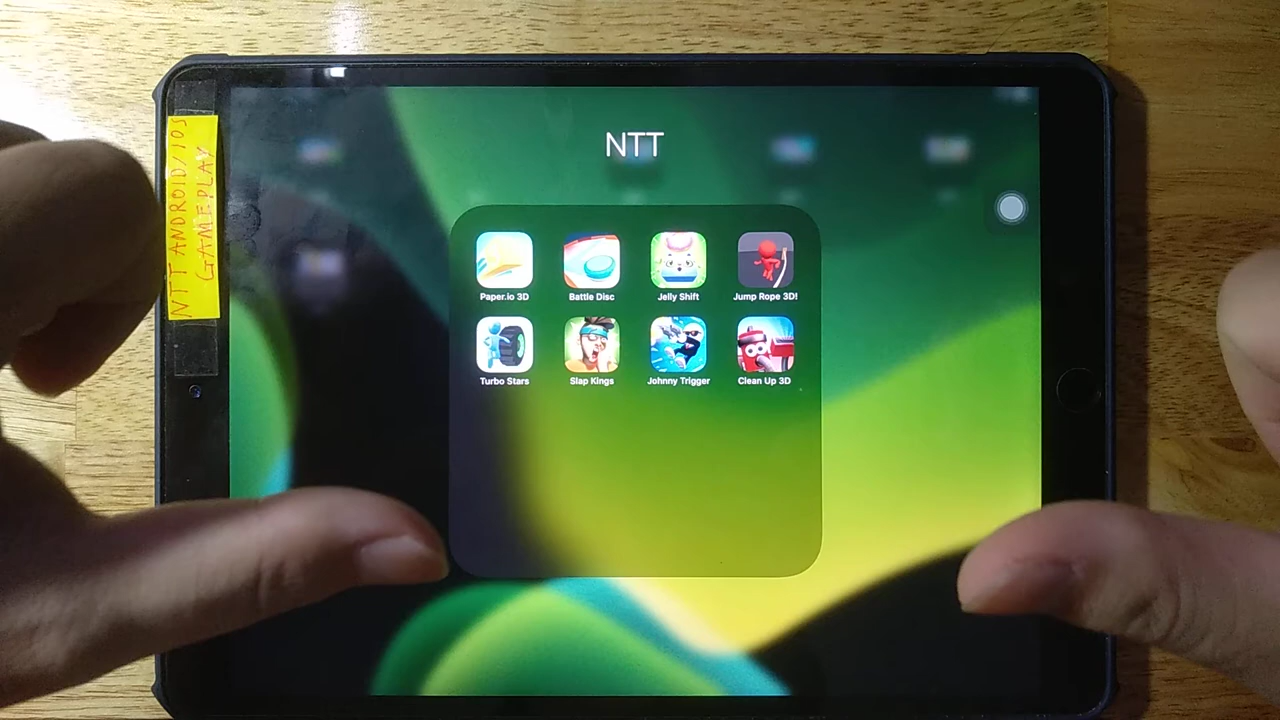 NTT ANDROID/IOS
GAMEPLAY
NTT
Paper.io 3D
Battle Disc
Jelly Shift
Jump Rope 3D!
Turbo Stars
Slap Kings
Johnny Trigger
Clean Up 3D